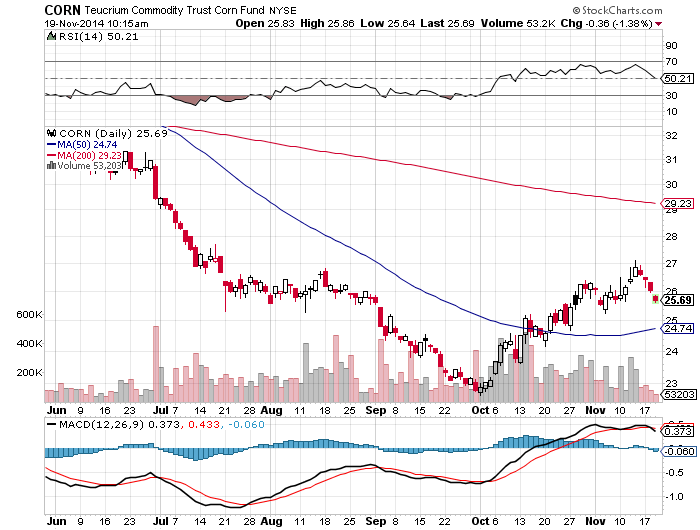 CORN Teucrium Commodity Trust Corn Fund NYSE © StockCharts.com
19-Nov-2014 10:15am Open 25.83 High 25.86 Low 25.64 Last 25.69 Volume 53.2K Chg -0.36 (-1.38%)
RSI(14) 50.21
90
70
50.21
30
10
CORN (Daily) 25.69
MA(50) 24.74
MA(200) 29.23
Volume 53,203
32
31
30
29.23
29
28
27
26
25.69
24.74
24
23
600K
400K
200K
53203
Jun 9 16 23 Jul 7 14 21 28 Aug 11 18 25 Sep 8 15 22 Oct 6 13 20 27 Nov 10 17
MACD(12,26,9) 0.373, 0.433, -0.060
0.373
-0.060
-0.5
-1.0
Jun 9 16 23 Jul 7 14 21 28 Aug 11 18 25 Sep 8 15 22 Oct 6 13 20 27 Nov 10 17